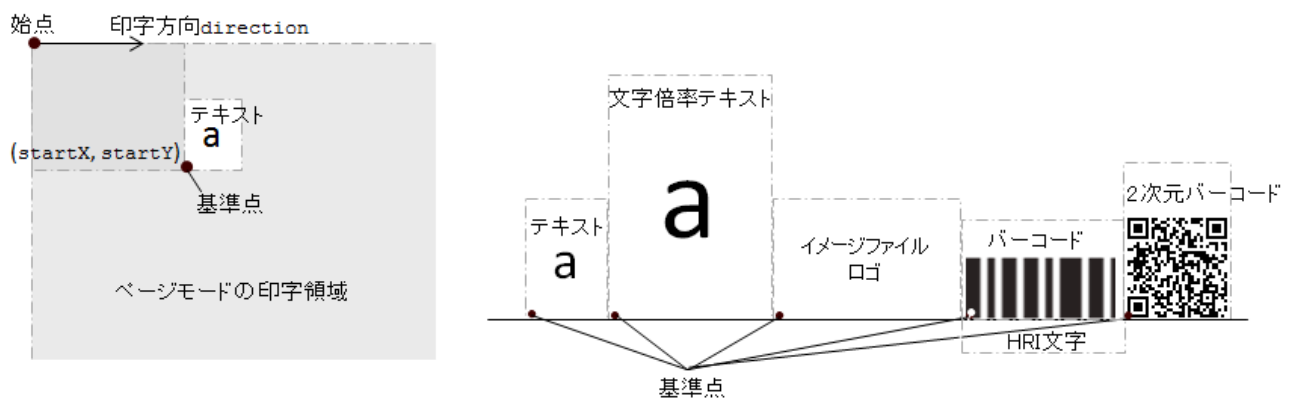 始点
印字方向direction
テキスト
a
(startX, startY)
基準点
ページモードの印字領域
文字倍率テキスト
a
テキスト
a
イメージファイル
ロゴ
バーコード
2次元バーコード
HRI文字
基準点